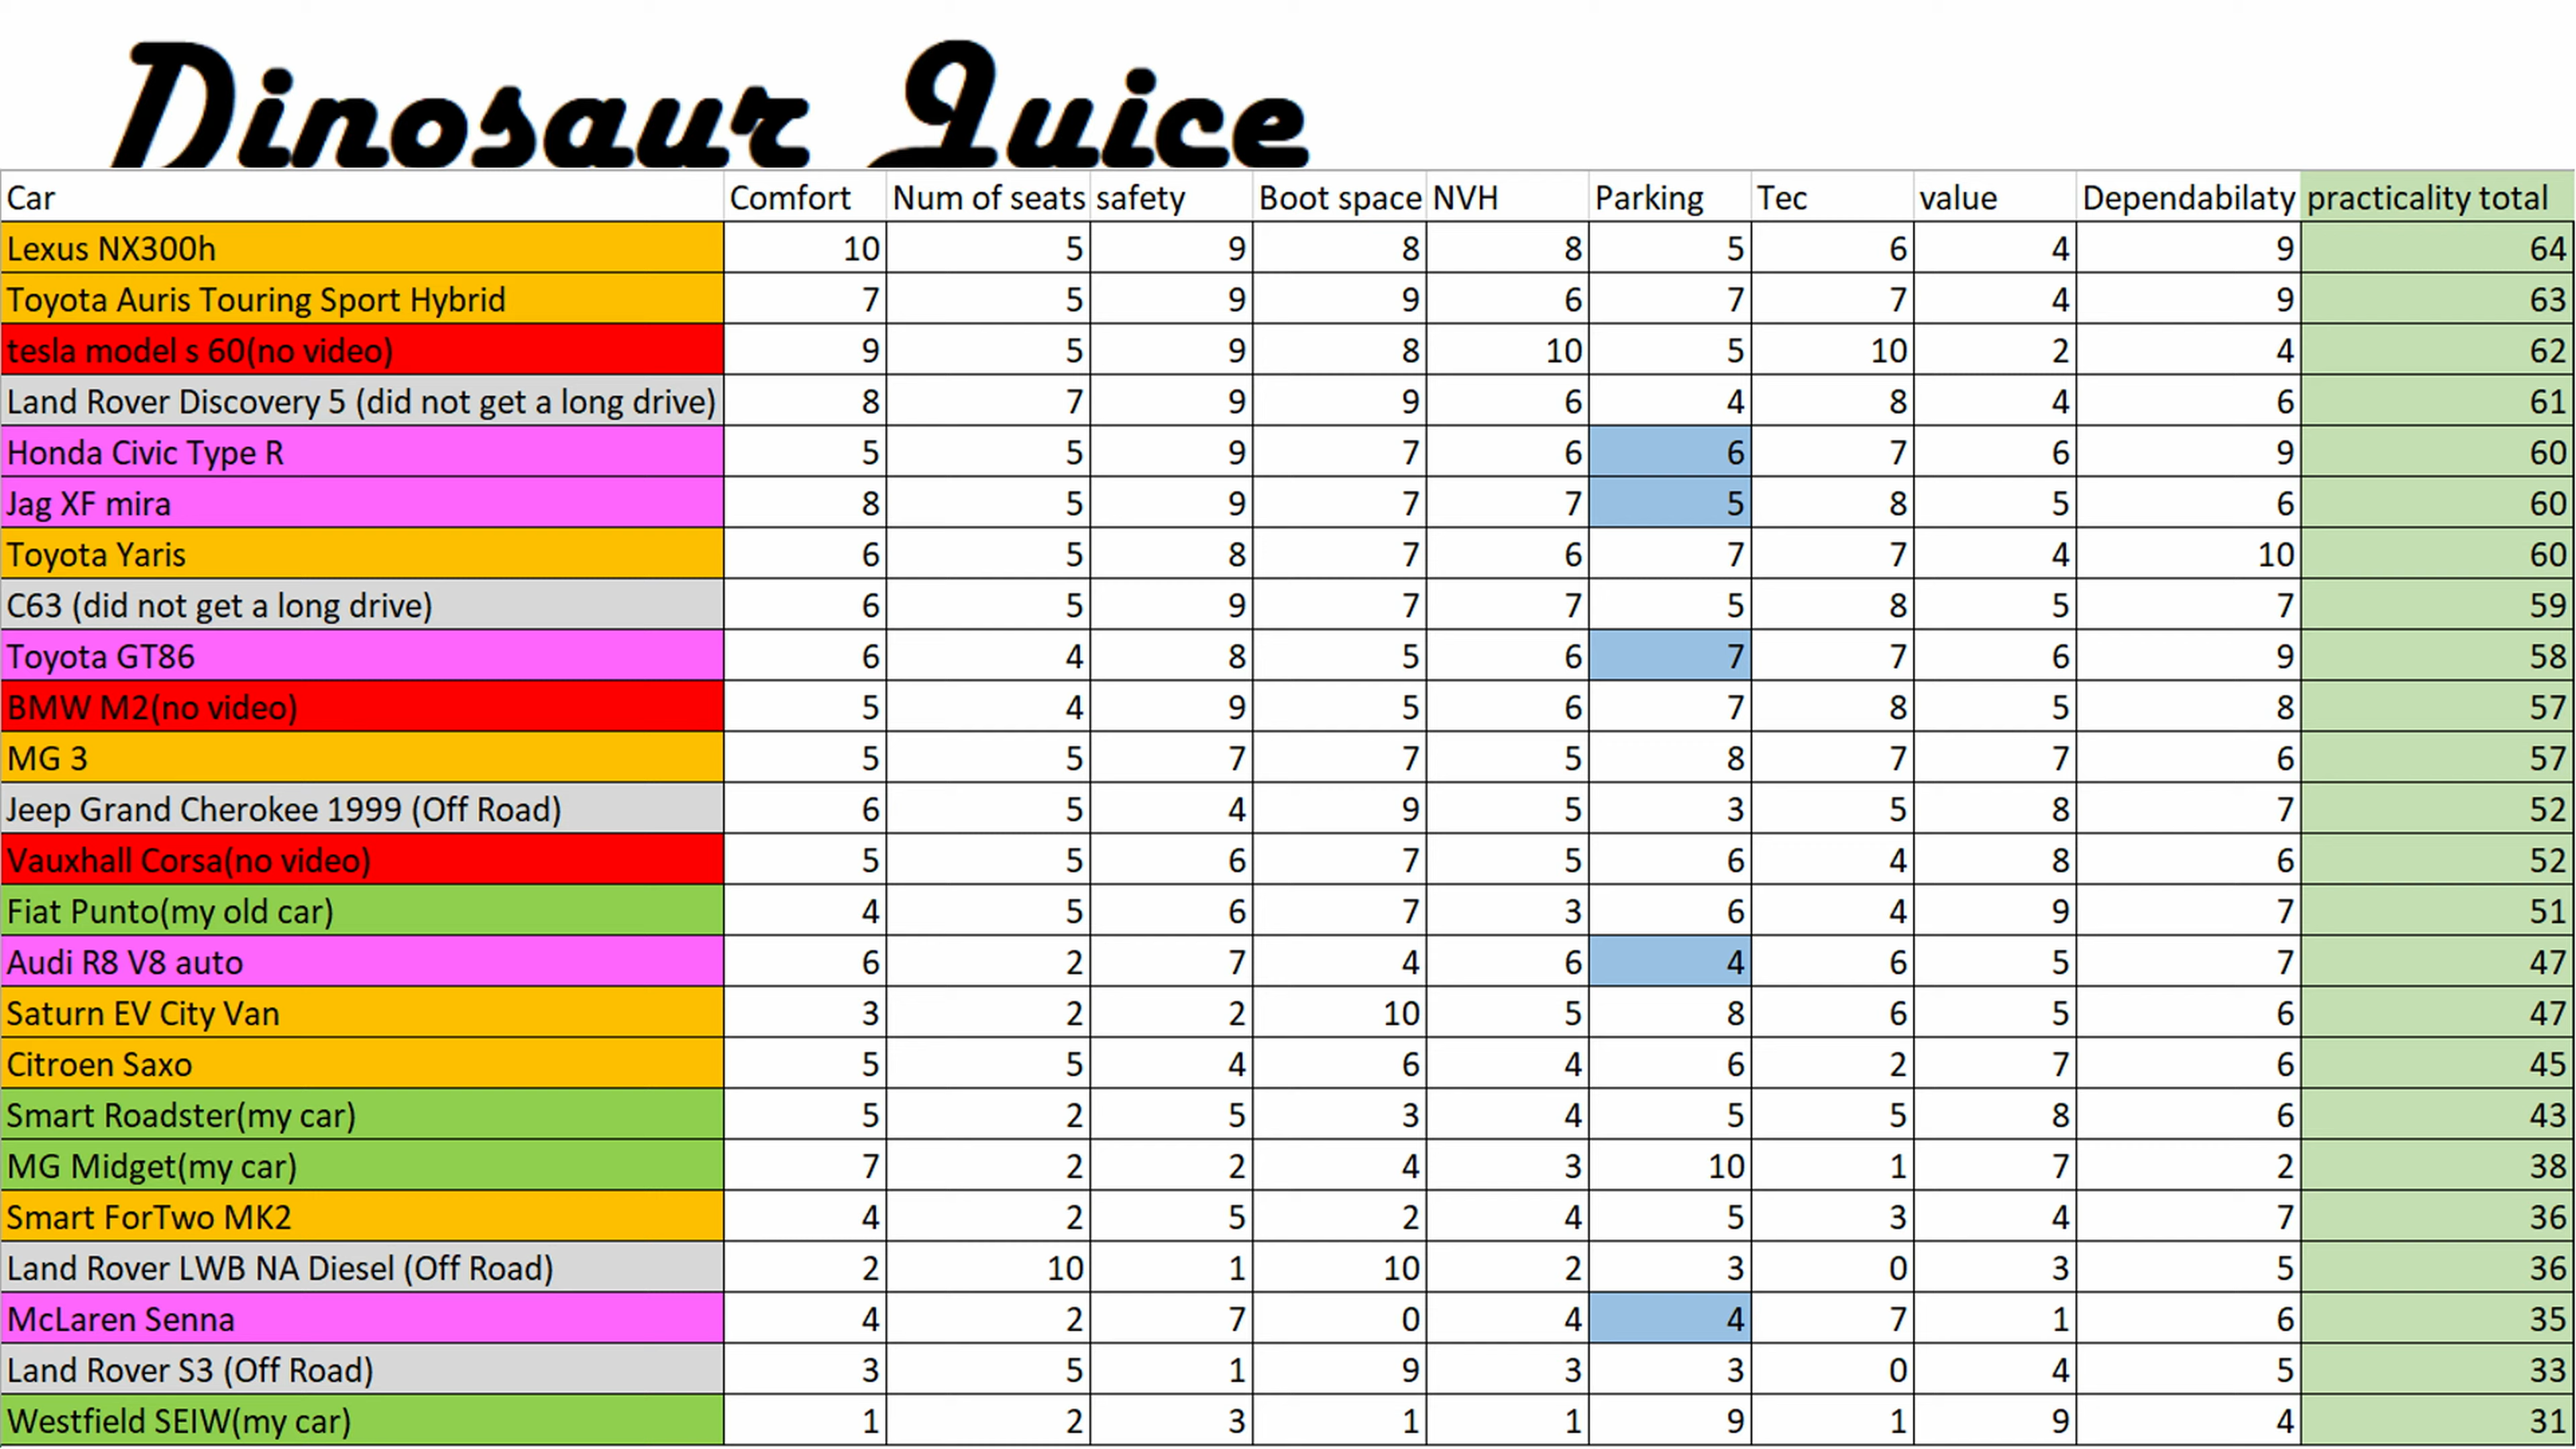 Dinosaur Juice
Car Comfort Num of seats safety Boot space NVH Parking Tec value Dependabilaty practicality total
Lexus NX300h 10 5 9 8 8 5 6 4 9 64
Toyota Auris Touring Sport Hybrid 7 5 9 9 6 7 7 4 9 63
tesla model s 60(no video) 9 5 9 8 10 5 10 2 4 62
Land Rover Discovery 5 (did not get a long drive) 8 7 9 9 6 4 8 4 6 61
Honda Civic Type R 5 5 9 7 6 6 7 6 9 60
Jag XF mira 8 5 9 7 7 5 8 5 6 60
Toyota Yaris 6 5 8 7 6 7 7 4 10 60
C63 (did not get a long drive) 6 5 9 7 7 5 8 5 7 59
Toyota GT86 6 4 8 5 6 7 7 6 9 58
BMW M2(no video) 5 4 9 5 6 7 8 5 8 57
MG 3 5 5 7 7 5 8 7 7 6 57
Jeep Grand Cherokee 1999 (Off Road) 6 5 4 9 5 3 5 8 7 52
Vauxhall Corsa(no video) 5 5 6 7 5 6 4 8 6 52
Fiat Punto(my old car) 4 5 6 7 3 6 4 9 7 51
Audi R8 V8 auto 6 2 7 4 6 4 6 5 7 47
Saturn EV City Van 3 2 2 10 5 8 6 5 6 47
Citroen Saxo 5 5 4 6 4 6 2 7 6 45
Smart Roadster(my car) 5 2 5 3 4 5 5 8 6 43
MG Midget(my car) 7 2 2 4 3 10 1 7 2 38
Smart ForTwo MK2 4 2 5 2 4 5 3 4 7 36
Land Rover LWB NA Diesel (Off Road) 2 10 1 10 2 3 0 3 5 36
McLaren Senna 4 2 7 0 4 4 7 1 6 35
Land Rover S3 (Off Road) 3 5 1 9 3 3 0 4 5 33
Westfield SEIW(my car) 1 2 3 1 1 9 1 9 4 31